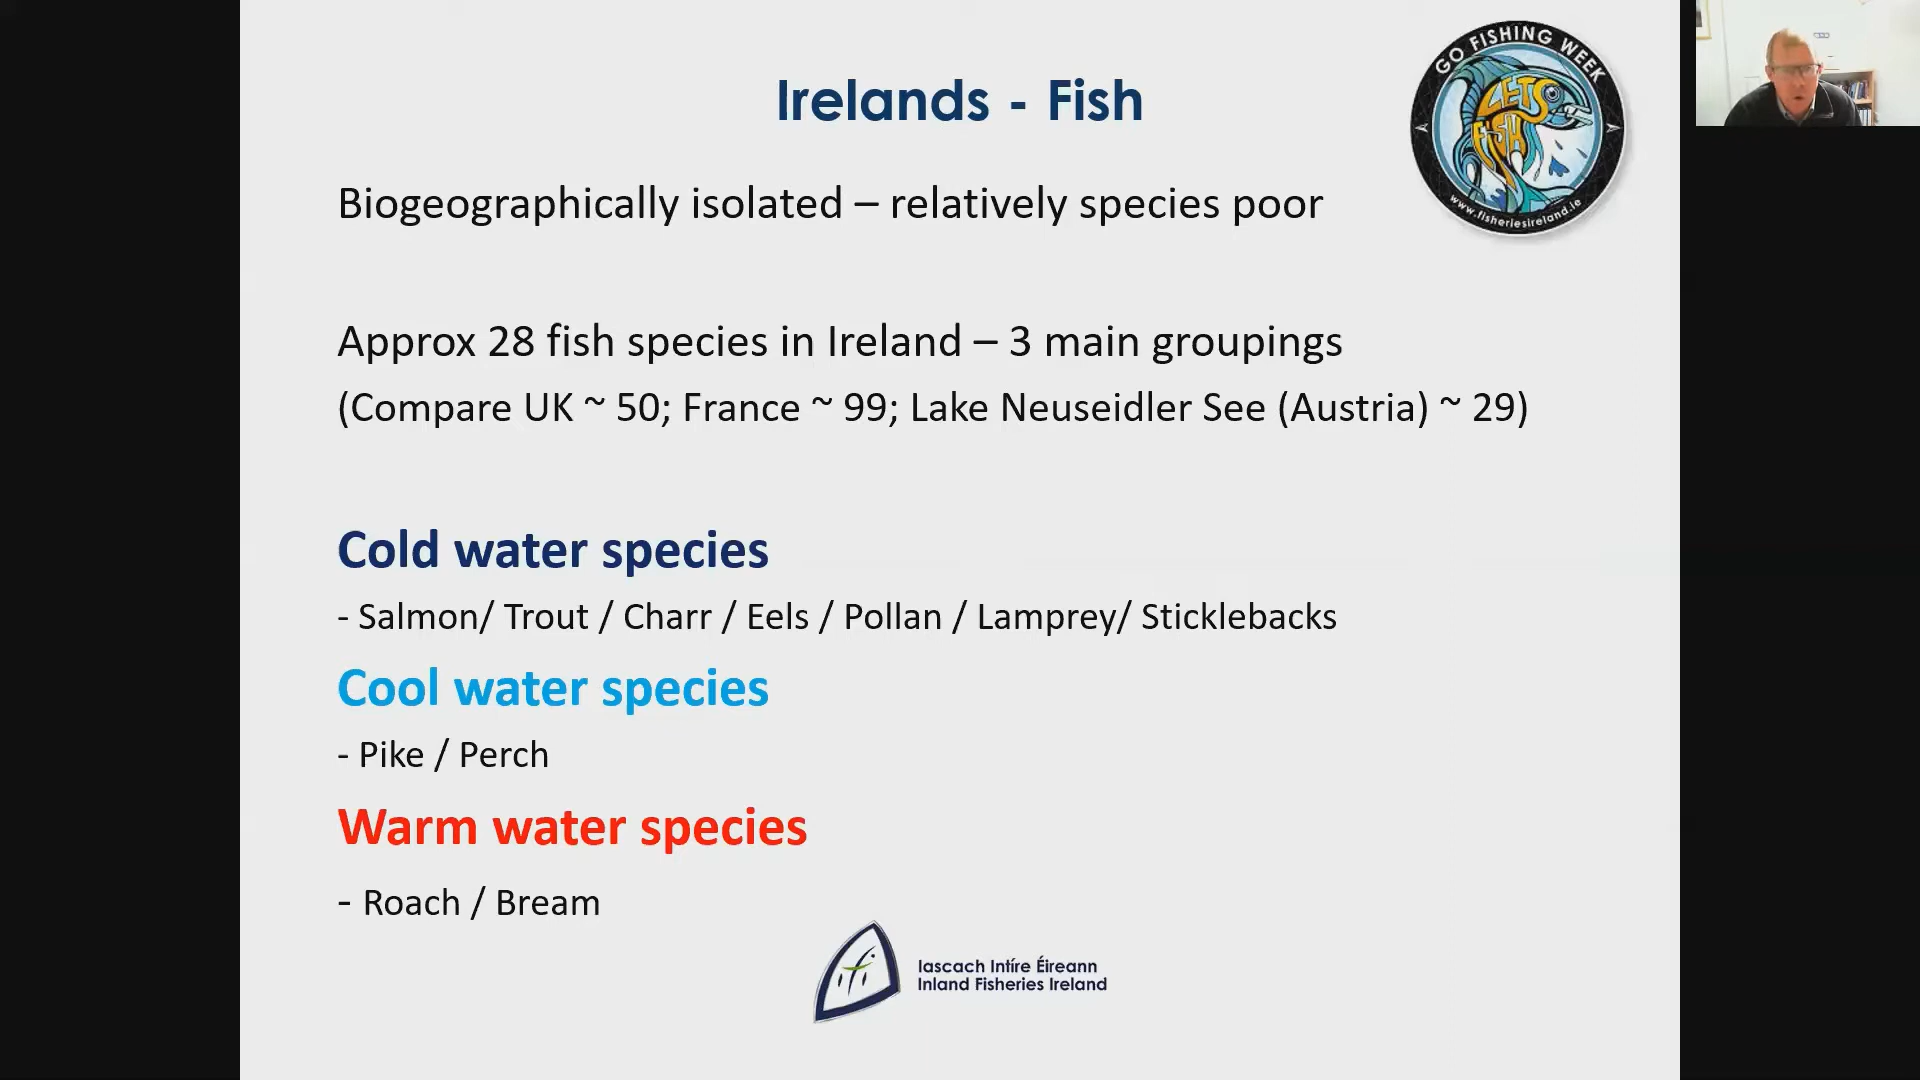 Irelands - Fish
GO FISHING WEEK
LETS
FISH
www.fisheriesireland.ie
Biogeographically isolated – relatively species poor
Approx 28 fish species in Ireland – 3 main groupings
(Compare UK ~ 50; France ~ 99; Lake Neuseidler See (Austria) ~ 29)
Cold water species
- Salmon/ Trout / Charr / Eels / Pollan / Lamprey/ Sticklebacks
Cool water species
- Pike / Perch
Warm water species
- Roach / Bream
ifi
Iascach Intíre Éireann
Inland Fisheries Ireland